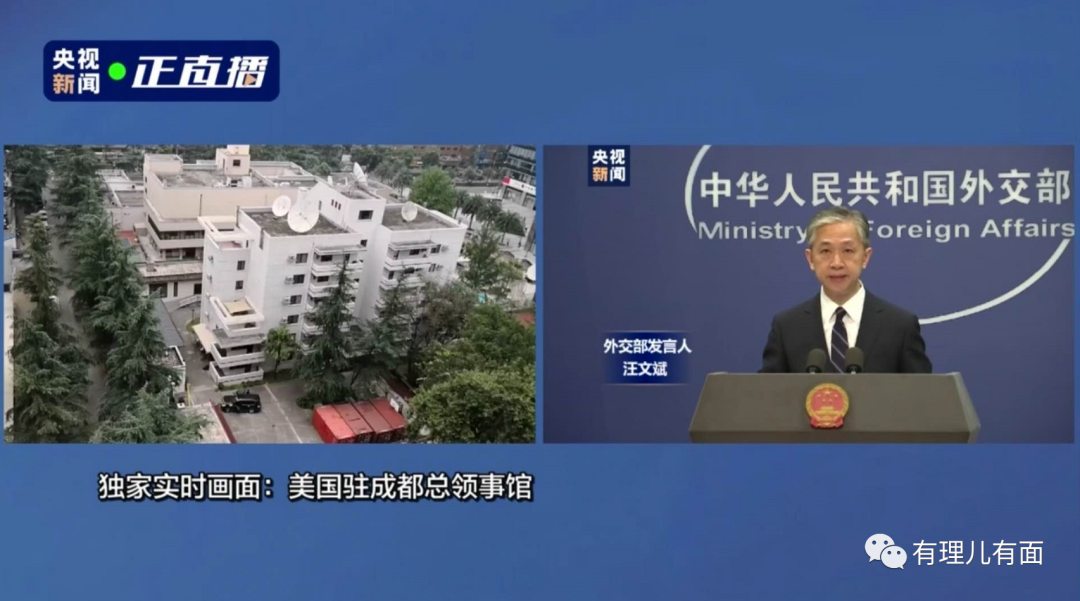 央视
新闻
正直播
央视
新闻
中华人民共和国外交部
Ministry Foreign Affairs
外交部发言人
汪文斌
独家实时画面：美国驻成都总领事馆
有理儿有面